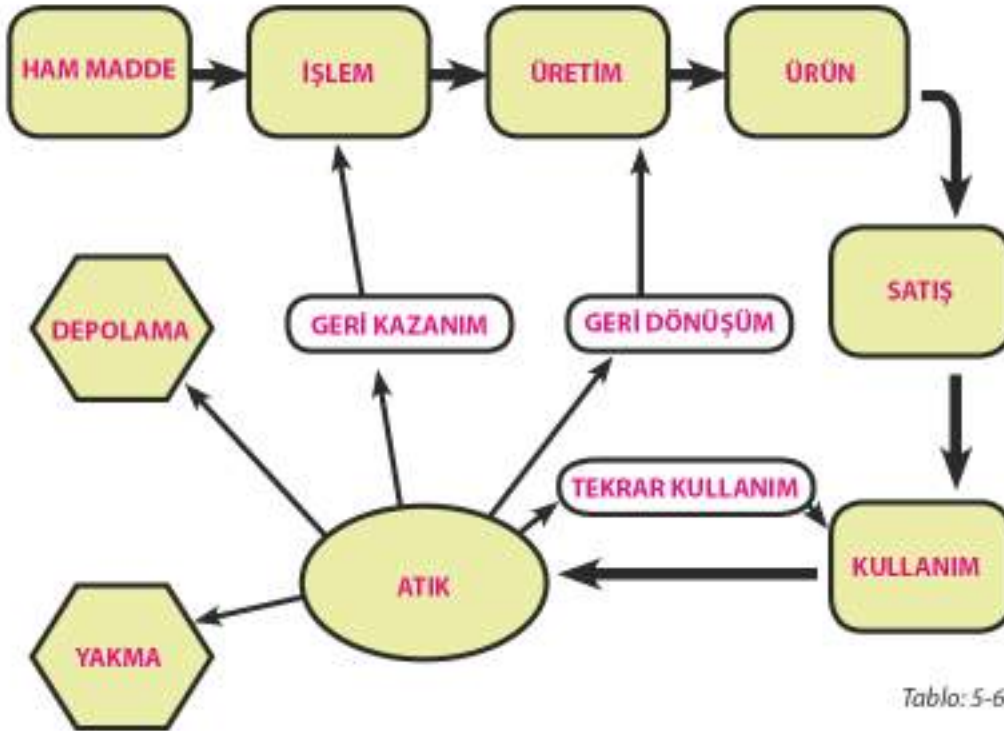 HAM MADDE
İŞLEM
ÜRETİM
ÜRÜN
SATIŞ
DEPOLAMA
GERİ KAZANIM
GERİ DÖNÜŞÜM
TEKRAR KULLANIM
KULLANIM
ATIK
YAKMA
Tablo: 5-6